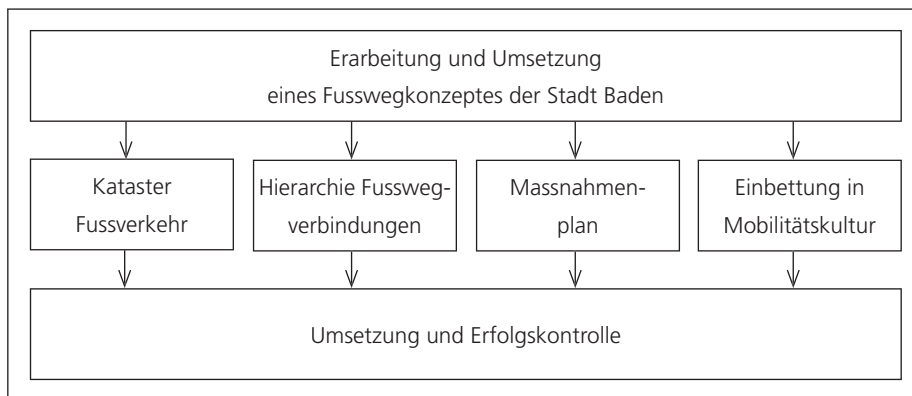 Erarbeitung und Umsetzung
eines Fusswegkonzeptes der Stadt Baden
Kataster
Fussverkehr
Hierarchie Fussweg-
verbindungen
Massnahmen-
plan
Einbettung in
Mobilitätskultur
Umsetzung und Erfolgskontrolle